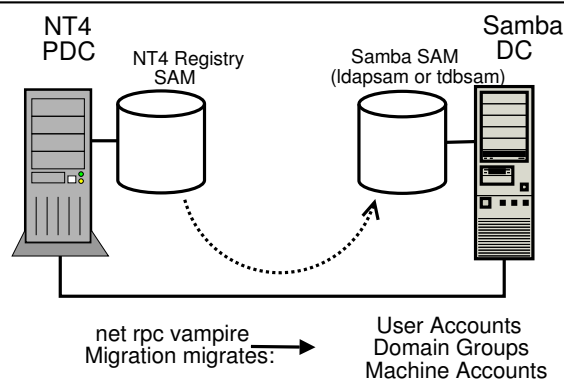 NT4
PDC
NT4 Registry
SAM
Samba SAM
(ldapsam or tdbsam)
Samba
DC
net rpc vampire
Migration migrates:
User Accounts
Domain Groups
Machine Accounts